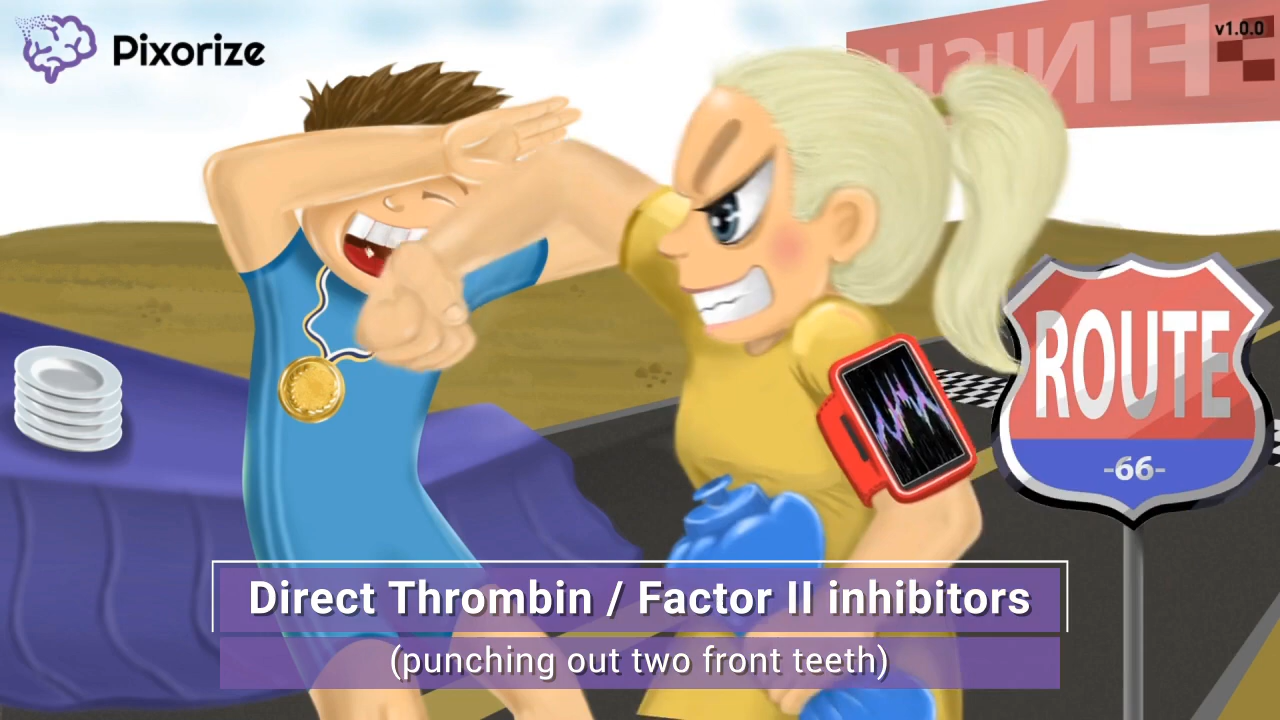 Pixorize
v1.0.0
FINISH
ROUTE
-66-
Direct Thrombin / Factor II inhibitors
(punching out two front teeth)